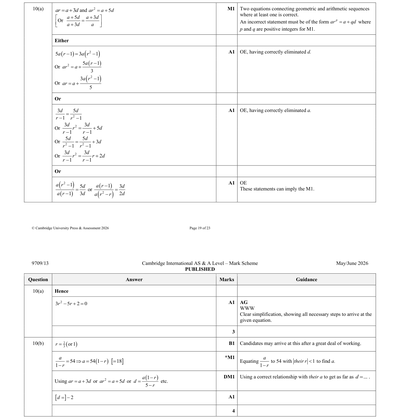 10(a) ar = a + 3d and ar² = a + 5d M1 Two equations connecting geometric and arithmetic sequences
[Or (a+5d)/(a+3d) = (a+3d)/a] where at least one is correct.
An incorrect statement must be of the form ar² = a + qd where
p and q are positive integers for M1.
Either
5a(r − 1) = 3a(r² − 1) A1 OE, having correctly eliminated d
Or ar² = a + 5a(r−1)/3
Or ar = a + 3a(r²−1)/5
Or
3d/(r−1) = 5d/(r²−1) A1 OE, having correctly eliminated a.
Or 3d/(r−1) r² = 3d/(r−1) + 5d
Or 5d/(r²−1) r = 5d/(r²−1) + 3d
Or 3d/(r−1) r² = 3d/(r−1) r + 2d
Or
a(r²−1)/a(r−1) = 5d/3d or a(r−1)/a(r²−r) = 3d/2d A1 OE
These statements can imply the M1.
© Cambridge University Press & Assessment 2026 Page 19 of 21
9709/13 Cambridge International AS & A Level – Mark Scheme May/June 2026
PUBLISHED
Question Answer Marks Guidance
10(a) Hence
3r² − 5r + 2 = 0 A1 AG
WWW
Clear simplification, showing all necessary steps to arrive at the
given equation.
3
10(b) r = 2/3 (or 1) B1 Candidates may arrive at this after a great deal of working.
a/(1−r) = 54 ⇒ a = 54(1−r) [=18] *M1 Equating a/(1−r) to 54 with |their r| < 1 to find a.
Using ar = a + 3d or ar² = a + 5d or d = etc. DM1 Using a correct relationship with their a to get as far as d = ... .
[d =] −2 A1
4